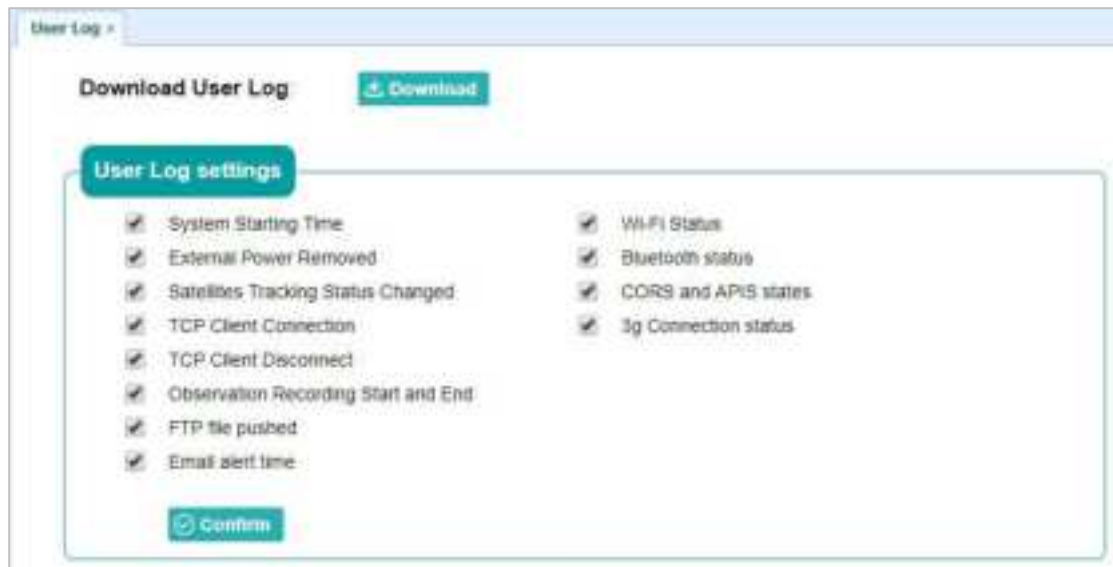 User Log ×
Download User Log
Download
User Log settings
System Starting Time
External Power Removed
Satellites Tracking Status Changed
TCP Client Connection
TCP Client Disconnect
Observation Recording Start and End
FTP file pushed
Email alert time
Wi-Fi Status
Bluetooth status
CORS and APIS states
3g Connection status
Confirm